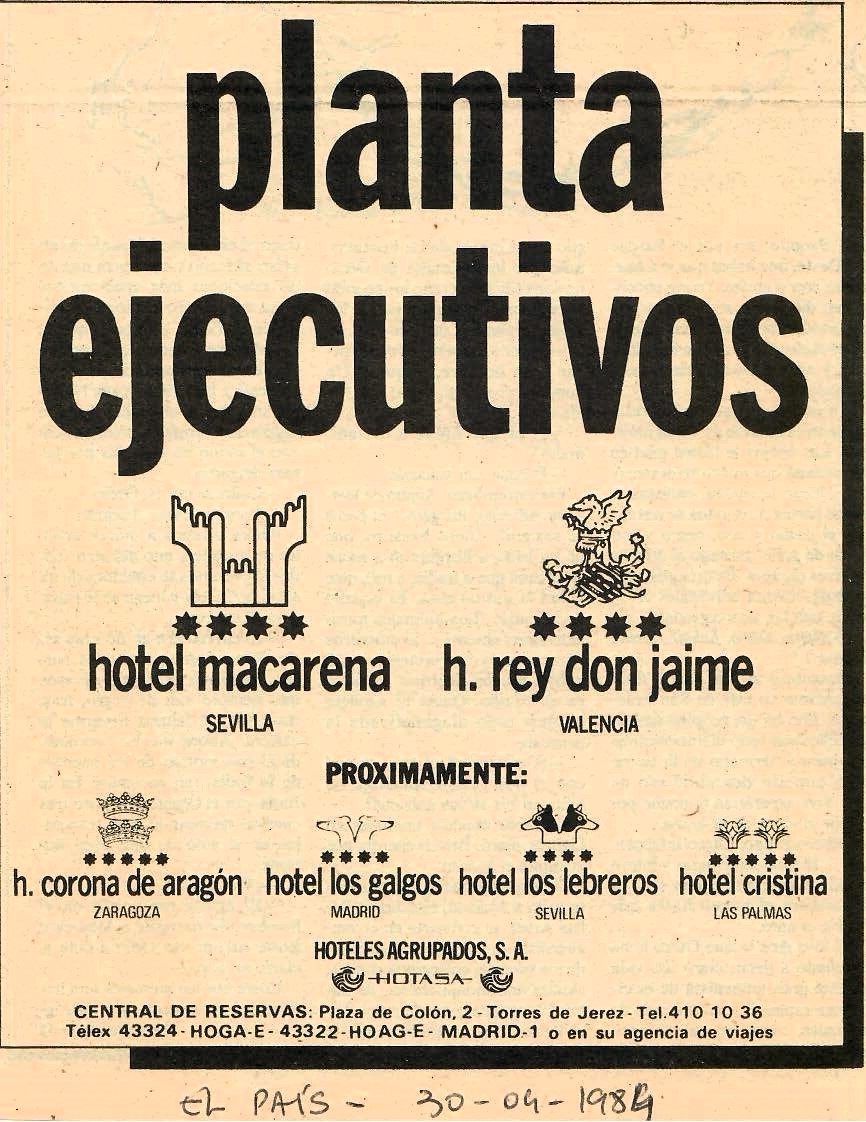 planta
ejecutivos
hotel macarena h. rey don jaime
SEVILLA VALENCIA
PROXIMAMENTE:
h. corona de aragón hotel los galgos hotel los lebreros hotel cristina
ZARAGOZA MADRID SEVILLA LAS PALMAS
HOTELES AGRUPADOS, S. A.
HOTASA
CENTRAL DE RESERVAS: Plaza de Colón, 2 - Torres de Jerez - Tel. 410 10 36
Télex 43324 - HOGA-E - 43322 - HOAG-E - MADRID-1 o en su agencia de viajes
EL PAÍS - 30-04-1984